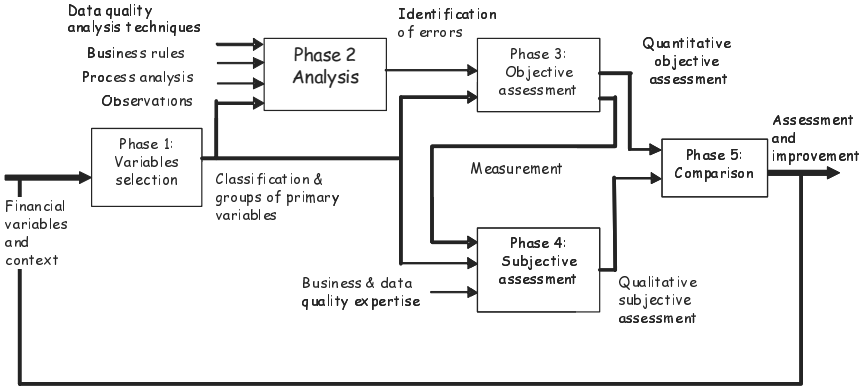 Data quality
analysis techniques
Business rules
Process analysis
Observations
Phase 2
Analysis
Identification
of errors
Phase 3:
Objective
assessment
Quantitative
objective
assessment
Phase 1:
Variables
selection
Classification &
groups of primary
variables
Measurement
Phase 5:
Comparison
Assessment
and
improvement
Financial
variables
and
context
Phase 4:
Subjective
assessment
Business & data
quality expertise
Qualitative
subjective
assessment